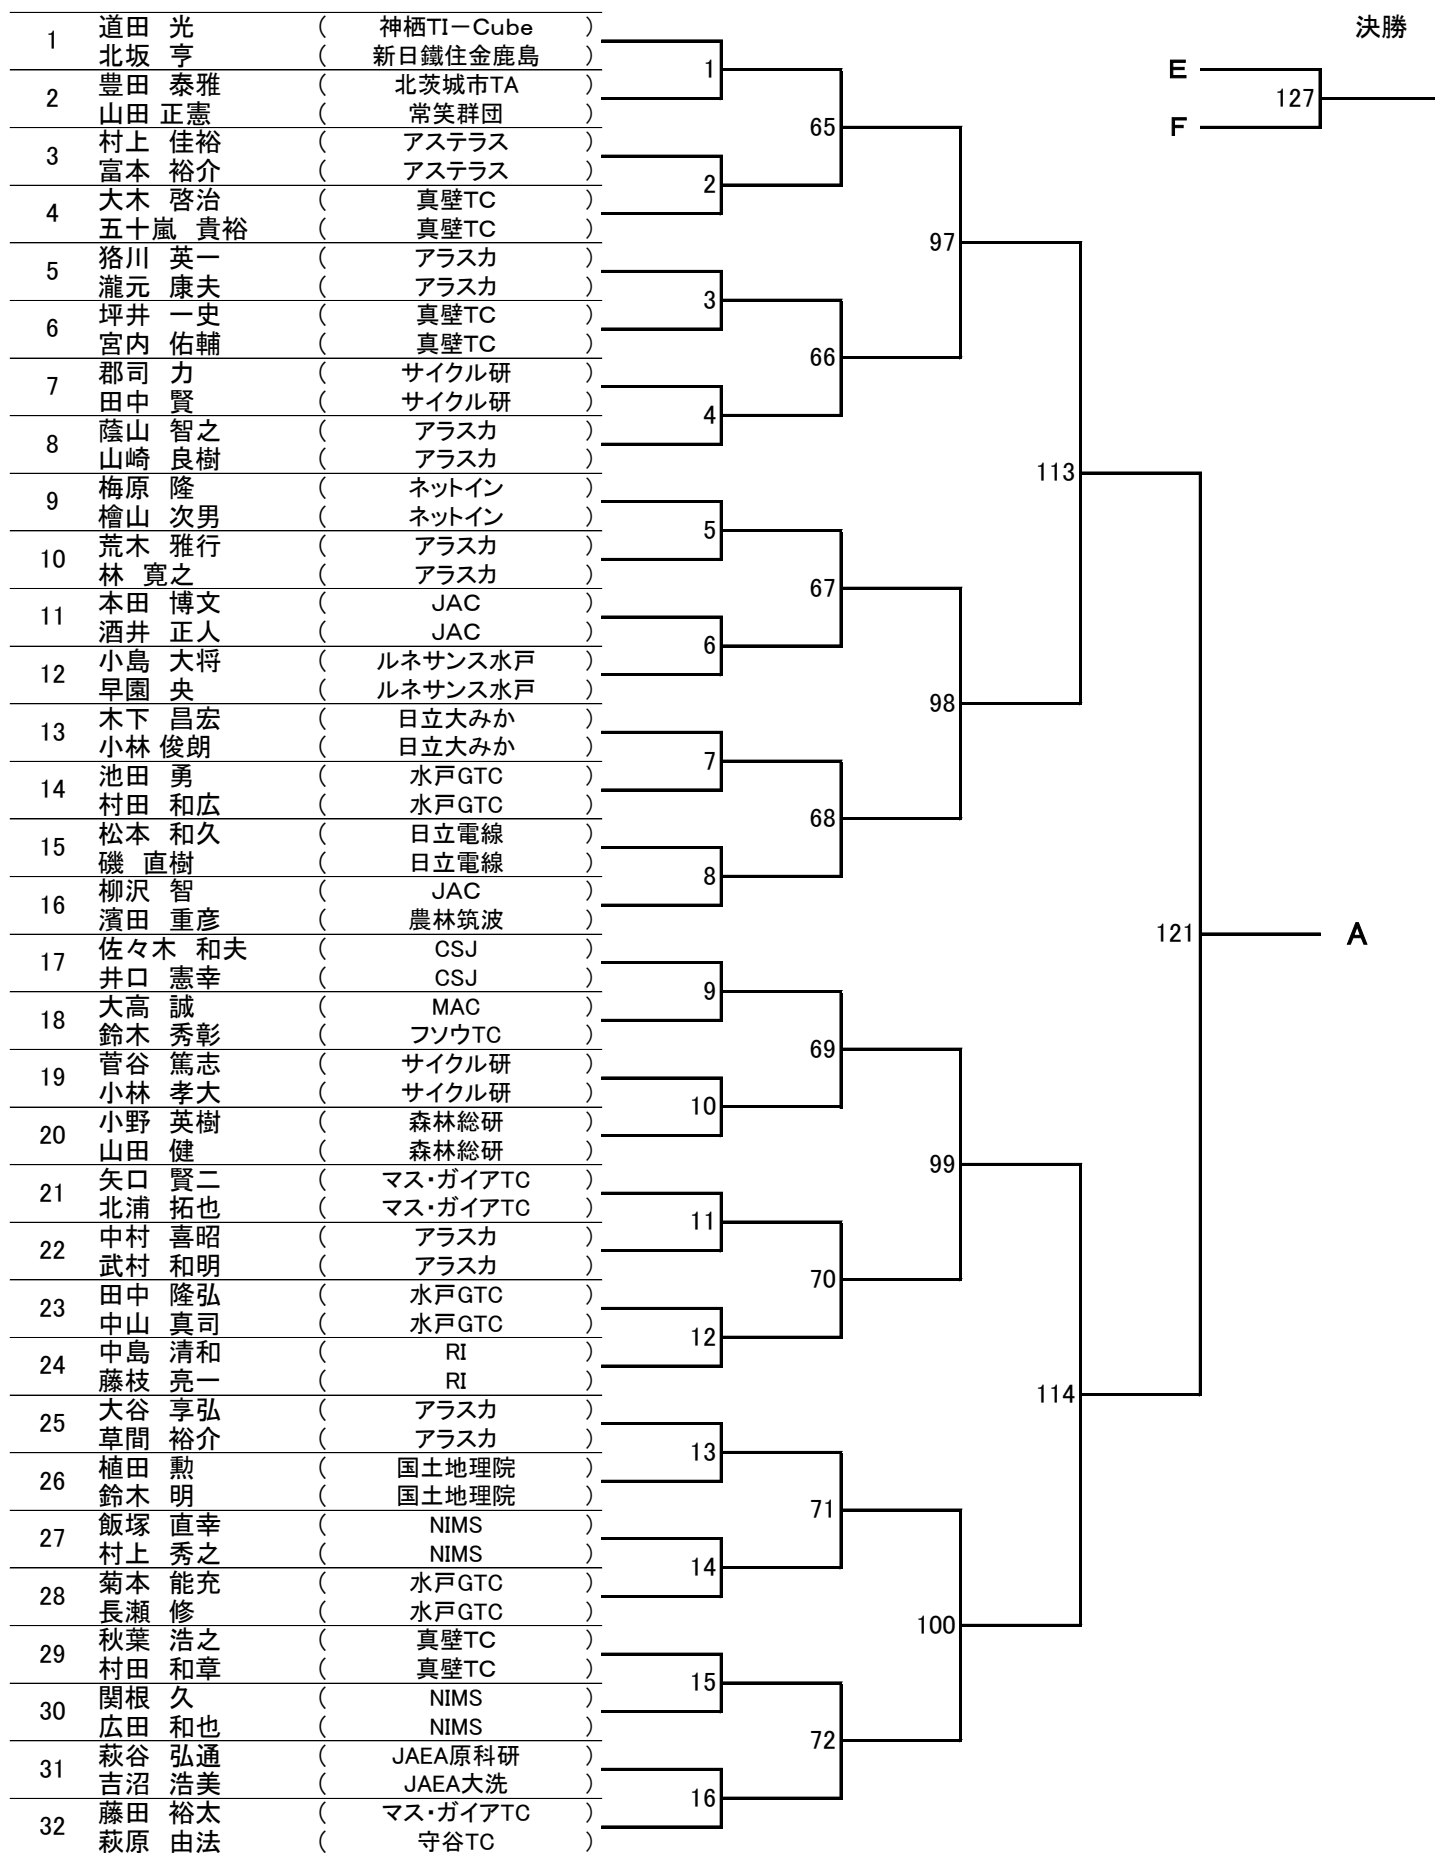 決勝
E
127
F
1 道田 光 ( 神栖TI－Cube )
北坂 亨 ( 新日鐵住金鹿島 )
1
2 豊田 泰雅 ( 北茨城市TA )
山田 正憲 ( 常笑群団 )
65
3 村上 佳裕 ( アステラス )
富本 裕介 ( アステラス )
2
4 大木 啓治 ( 真壁TC )
五十嵐 貴裕 ( 真壁TC )
97
5 狢川 英一 ( アラスカ )
瀧元 康夫 ( アラスカ )
3
6 坪井 一史 ( 真壁TC )
宮内 佑輔 ( 真壁TC )
66
7 郡司 力 ( サイクル研 )
田中 賢 ( サイクル研 )
4
8 蔭山 智之 ( アラスカ )
山崎 良樹 ( アラスカ )
113
9 梅原 隆 ( ネットイン )
檜山 次男 ( ネットイン )
5
10 荒木 雅行 ( アラスカ )
林 寛之 ( アラスカ )
67
11 本田 博文 ( JAC )
酒井 正人 ( JAC )
6
12 小島 大将 ( ルネサンス水戸 )
早園 央 ( ルネサンス水戸 )
98
13 木下 昌宏 ( 日立大みか )
小林 俊朗 ( 日立大みか )
7
14 池田 勇 ( 水戸GTC )
村田 和広 ( 水戸GTC )
68
15 松本 和久 ( 日立電線 )
磯 直樹 ( 日立電線 )
8
16 柳沢 智 ( JAC )
濱田 重彦 ( 農林筑波 )
121 A
17 佐々木 和夫 ( CSJ )
井口 憲幸 ( CSJ )
9
18 大高 誠 ( MAC )
鈴木 秀彰 ( フソウTC )
69
19 菅谷 篤志 ( サイクル研 )
小林 孝大 ( サイクル研 )
10
20 小野 英樹 ( 森林総研 )
山田 健 ( 森林総研 )
99
21 矢口 賢二 ( マス・ガイアTC )
北浦 拓也 ( マス・ガイアTC )
11
22 中村 喜昭 ( アラスカ )
武村 和明 ( アラスカ )
70
23 田中 隆弘 ( 水戸GTC )
中山 真司 ( 水戸GTC )
12
24 中島 清和 ( RI )
藤枝 亮一 ( RI )
114
25 大谷 享弘 ( アラスカ )
草間 裕介 ( アラスカ )
13
26 植田 勲 ( 国土地理院 )
鈴木 明 ( 国土地理院 )
71
27 飯塚 直幸 ( NIMS )
村上 秀之 ( NIMS )
14
28 菊本 能充 ( 水戸GTC )
長瀬 修 ( 水戸GTC )
100
29 秋葉 浩之 ( 真壁TC )
村田 和章 ( 真壁TC )
15
30 関根 久 ( NIMS )
広田 和也 ( NIMS )
72
31 萩谷 弘通 ( JAEA原科研 )
吉沼 浩美 ( JAEA大洗 )
16
32 藤田 裕太 ( マス・ガイアTC )
萩原 由法 ( 守谷TC )